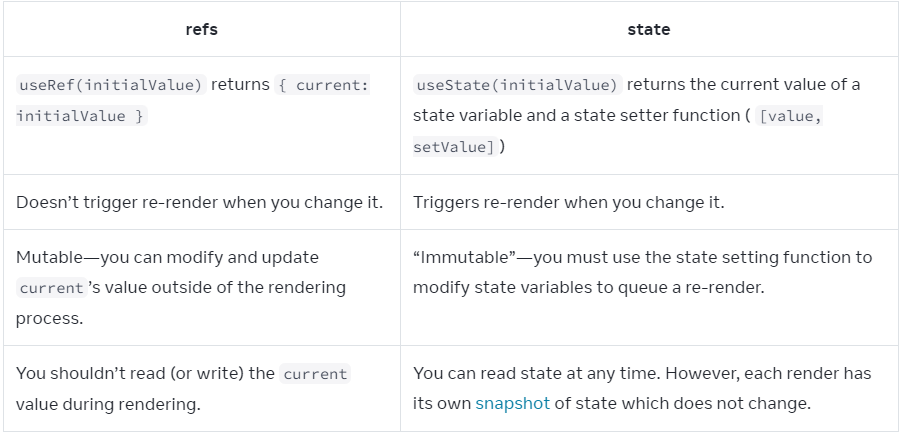 refs
state
useRef(initialValue) returns { current:
initialValue }
useState(initialValue) returns the current value of a
state variable and a state setter function ( [value,
setValue] )
Doesn’t trigger re-render when you change it.
Triggers re-render when you change it.
Mutable—you can modify and update
current ’s value outside of the rendering
process.
“Immutable”—you must use the state setting function to
modify state variables to queue a re-render.
You shouldn’t read (or write) the current
value during rendering.
You can read state at any time. However, each render has
its own snapshot of state which does not change.